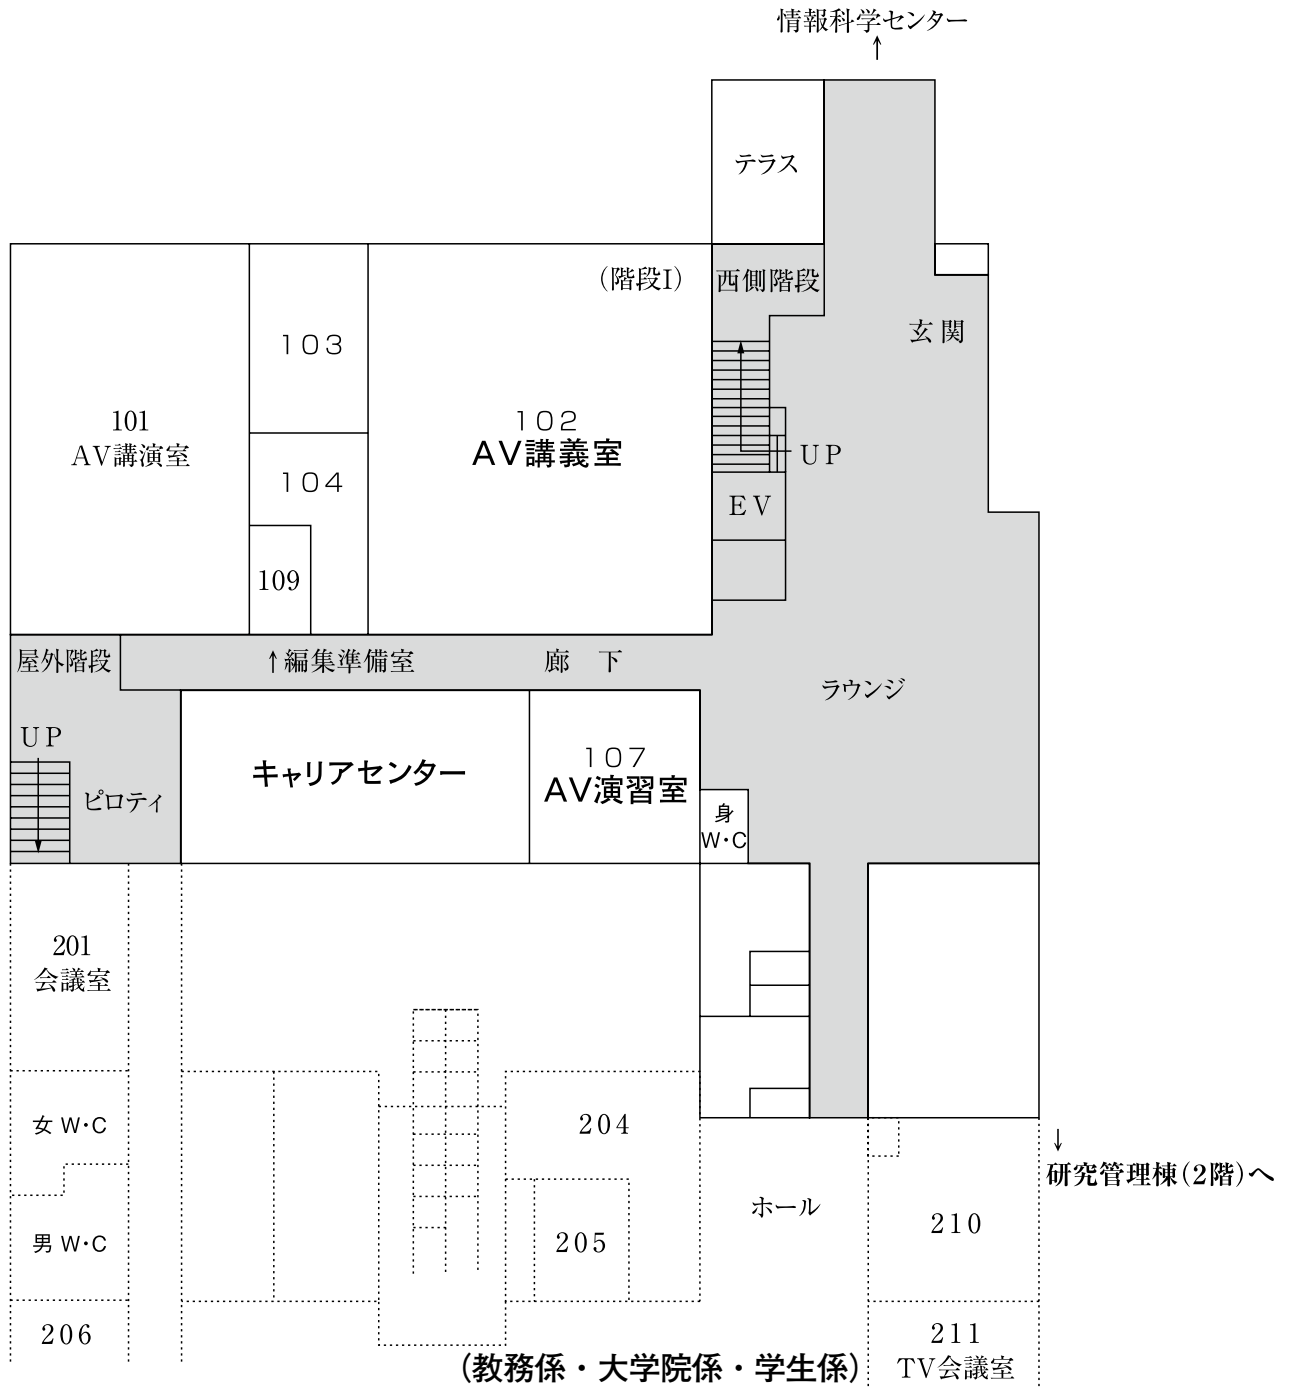 情報科学センター
↑
テラス
(階段I)
西側階段
玄関
103
101
AV講演室
102
AV講義室
UP
104
EV
109
屋外階段
↑編集準備室
廊 下
ラウンジ
UP
ピロティ
キャリアセンター
107
AV演習室
身
W・C
201
会議室
女 W・C
204
↓
研究管理棟(2階)へ
ホール
210
男 W・C
205
206
211
TV会議室
(教務係・大学院係・学生係)